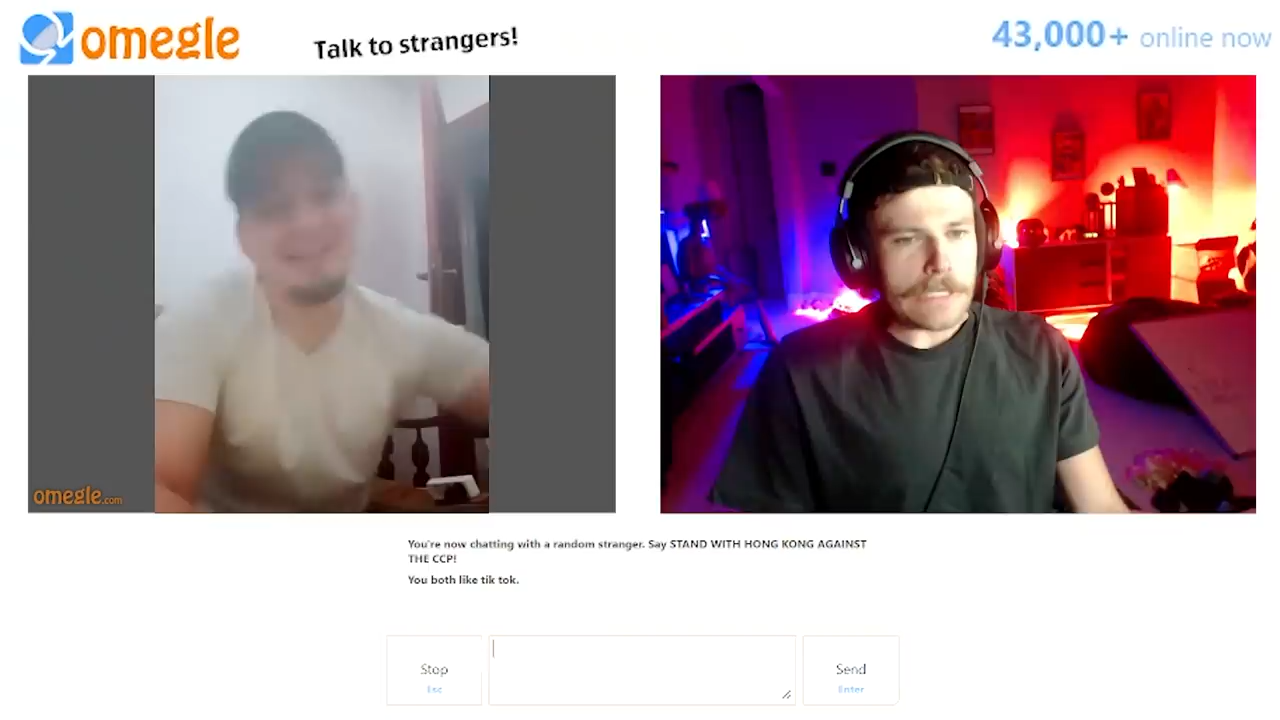 omegle
Talk to strangers!
43,000+ online now
omegle.com
You're now chatting with a random stranger. Say STAND WITH HONG KONG AGAINST
THE CCP!
You both like tik tok.
Stop
Esc
Send
Enter